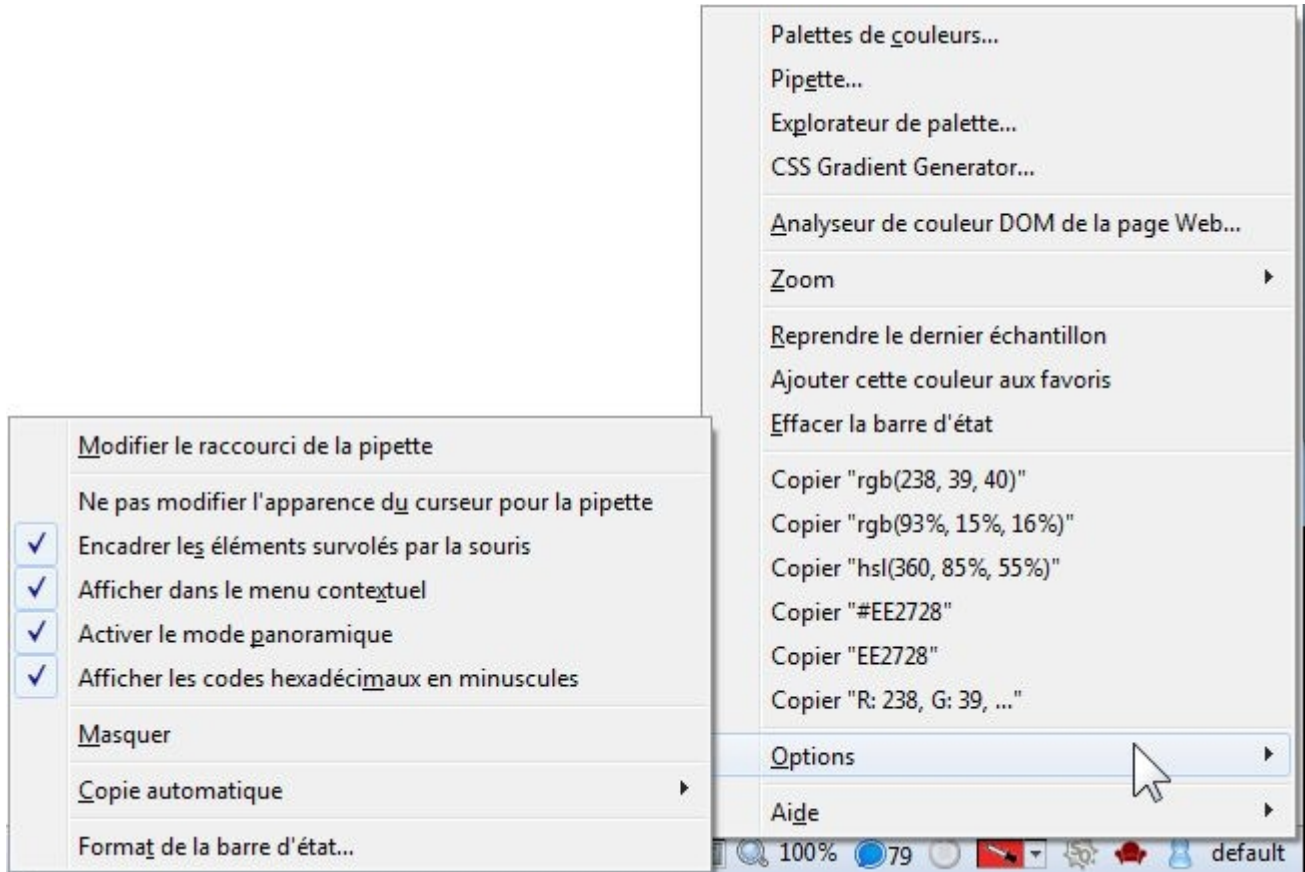 Palettes de couleurs...
Pipette...
Explorateur de palette...
CSS Gradient Generator...
Analyseur de couleur DOM de la page Web...
Zoom
Reprendre le dernier échantillon
Ajouter cette couleur aux favoris
Effacer la barre d'état
Copier "rgb(238, 39, 40)"
Copier "rgb(93%, 15%, 16%)"
Copier "hsl(360, 85%, 55%)"
Copier "#EE2728"
Copier "EE2728"
Copier "R: 238, G: 39, ..."
Options
Aide
Modifier le raccourci de la pipette
Ne pas modifier l'apparence du curseur pour la pipette
Encadrer les éléments survolés par la souris
Afficher dans le menu contextuel
Activer le mode panoramique
Afficher les codes hexadécimaux en minuscules
Masquer
Copie automatique
Format de la barre d'état...
100% 79 default